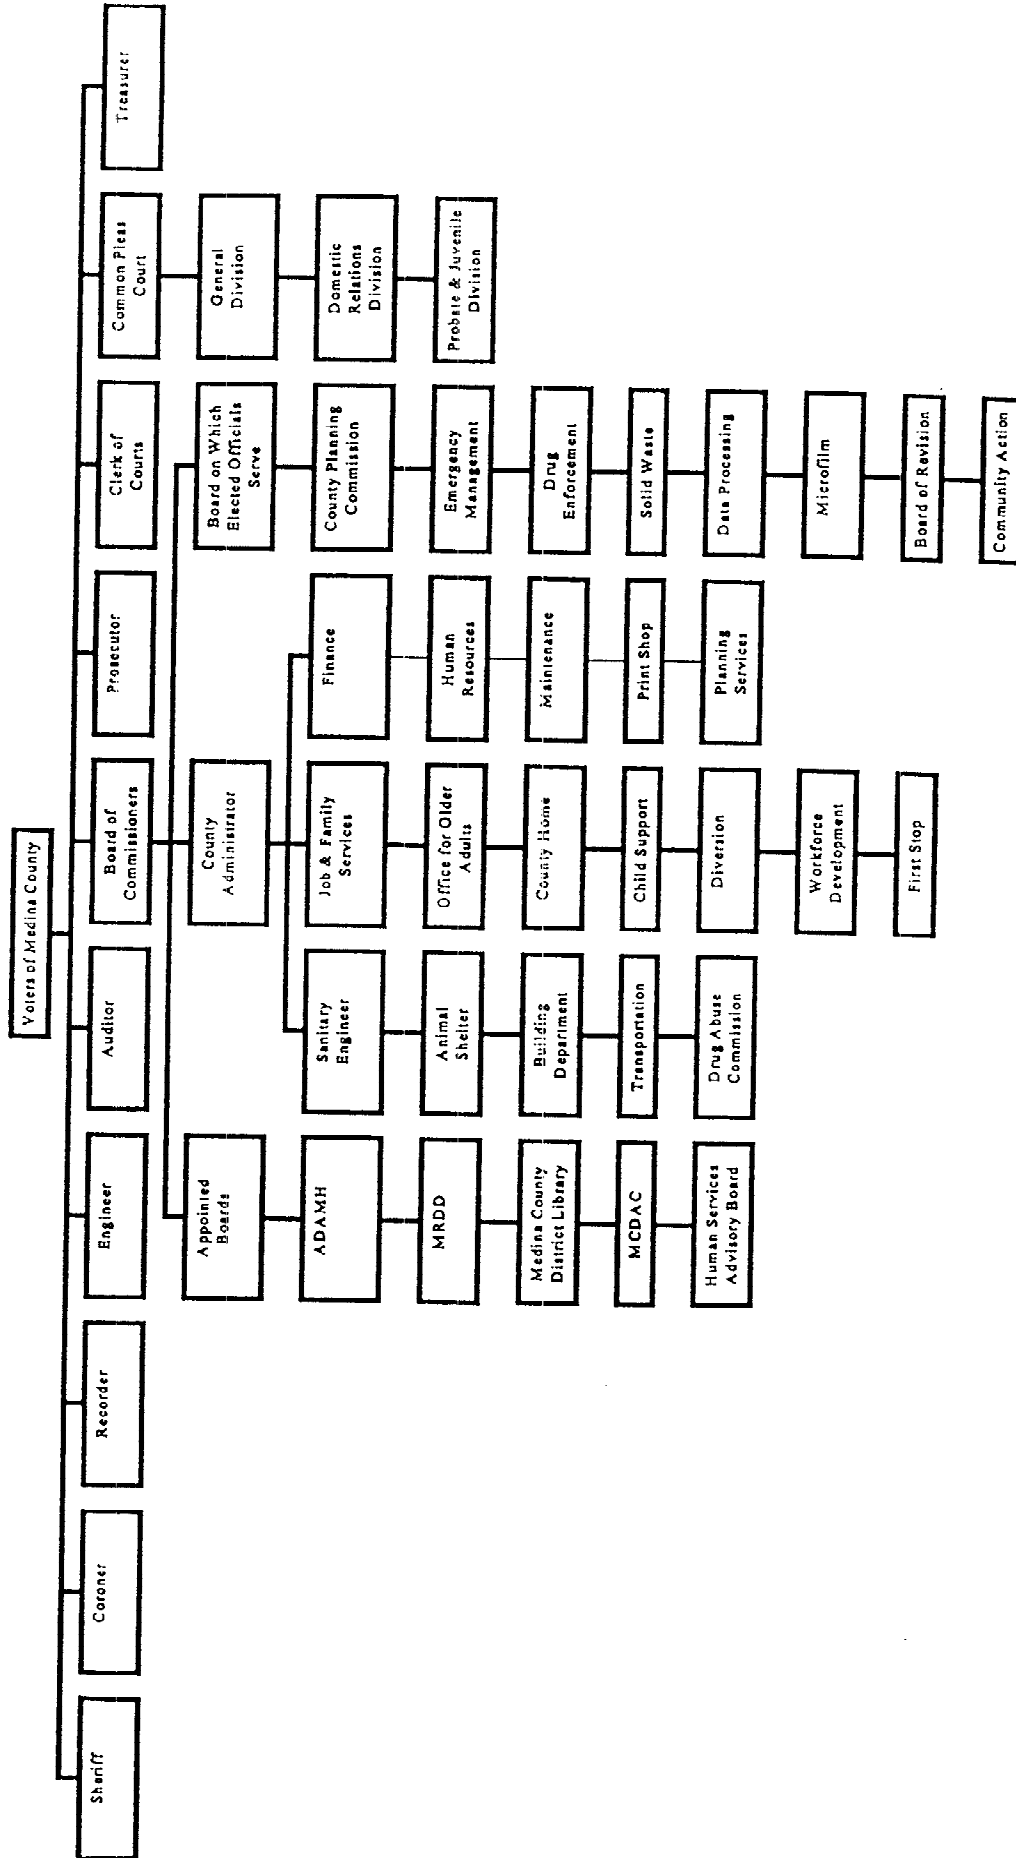 Voters of Medina County
Sheriff
Coroner
Recorder
Engineer
Auditor
Board of
Commissioners
Prosecutor
Clerk of
Courts
Common Pleas
Court
Treasurer
Appointed
Boards
County
Administrator
Board on Which
Elected Officials
Serve
General
Division
ADAMH
Sanitary
Engineer
Job & Family
Services
Finance
County Planning
Commission
Domestic
Relations
Division
MRDD
Animal
Shelter
Office for Older
Adults
Human
Resources
Emergency
Management
Probate & Juvenile
Division
Medina County
District Library
Building
Department
County Home
Maintenance
Drug
Enforcement
MCDAC
Transportation
Child Support
Print Shop
Solid Waste
Human Services
Advisory Board
Drug Abuse
Commission
Diversion
Planning
Services
Data Processing
Workforce
Development
Microfilm
First Stop
Board of Revision
Community Action